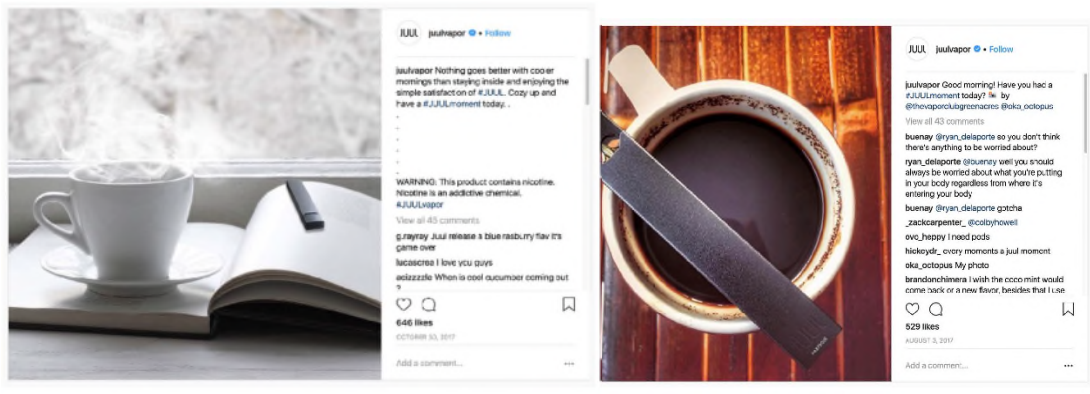 JUUL juulvapor • Follow
juulvapor Nothing goes better with cooler
mornings than staying inside and enjoying the
simple satisfaction of #JUUL. Cozy up and
have a #JUULmoment today. .
.
.
.
.
.
WARNING: This product contains nicotine.
Nicotine is an addictive chemical.
#JUULvapor
View all 45 comments
g.rayray Juul release a blue rasburry flav it's
game over
lucascrea I love you guys
When is cool cucumber coming out
?
646 likes
OCTOBER 30, 2017
Add a comment... ...
JUUL juulvapor • Follow
juulvapor Good morning! Have you had a
#JUULmoment today? by
@thevaporclubgreenacres @oka_octopus
View all 43 comments
buenay @ryan_delaporte so you don't think
there's anything to be worried about?
ryan_delaporte @buenay well you should
always be worried about what you're putting
in your body regardless from where it's
entering your body
buenay @ryan_delaporte gotcha
_zackcarpenter_ @colbyhowell
ovo_heppy I need pods
hickeydr_ every moments a juul moment
oka_octopus My photo
brandonchimera I wish the coco mint would
come back or a new flavor, besides that I use
529 likes
AUGUST 3, 2017
Add a comment... ...